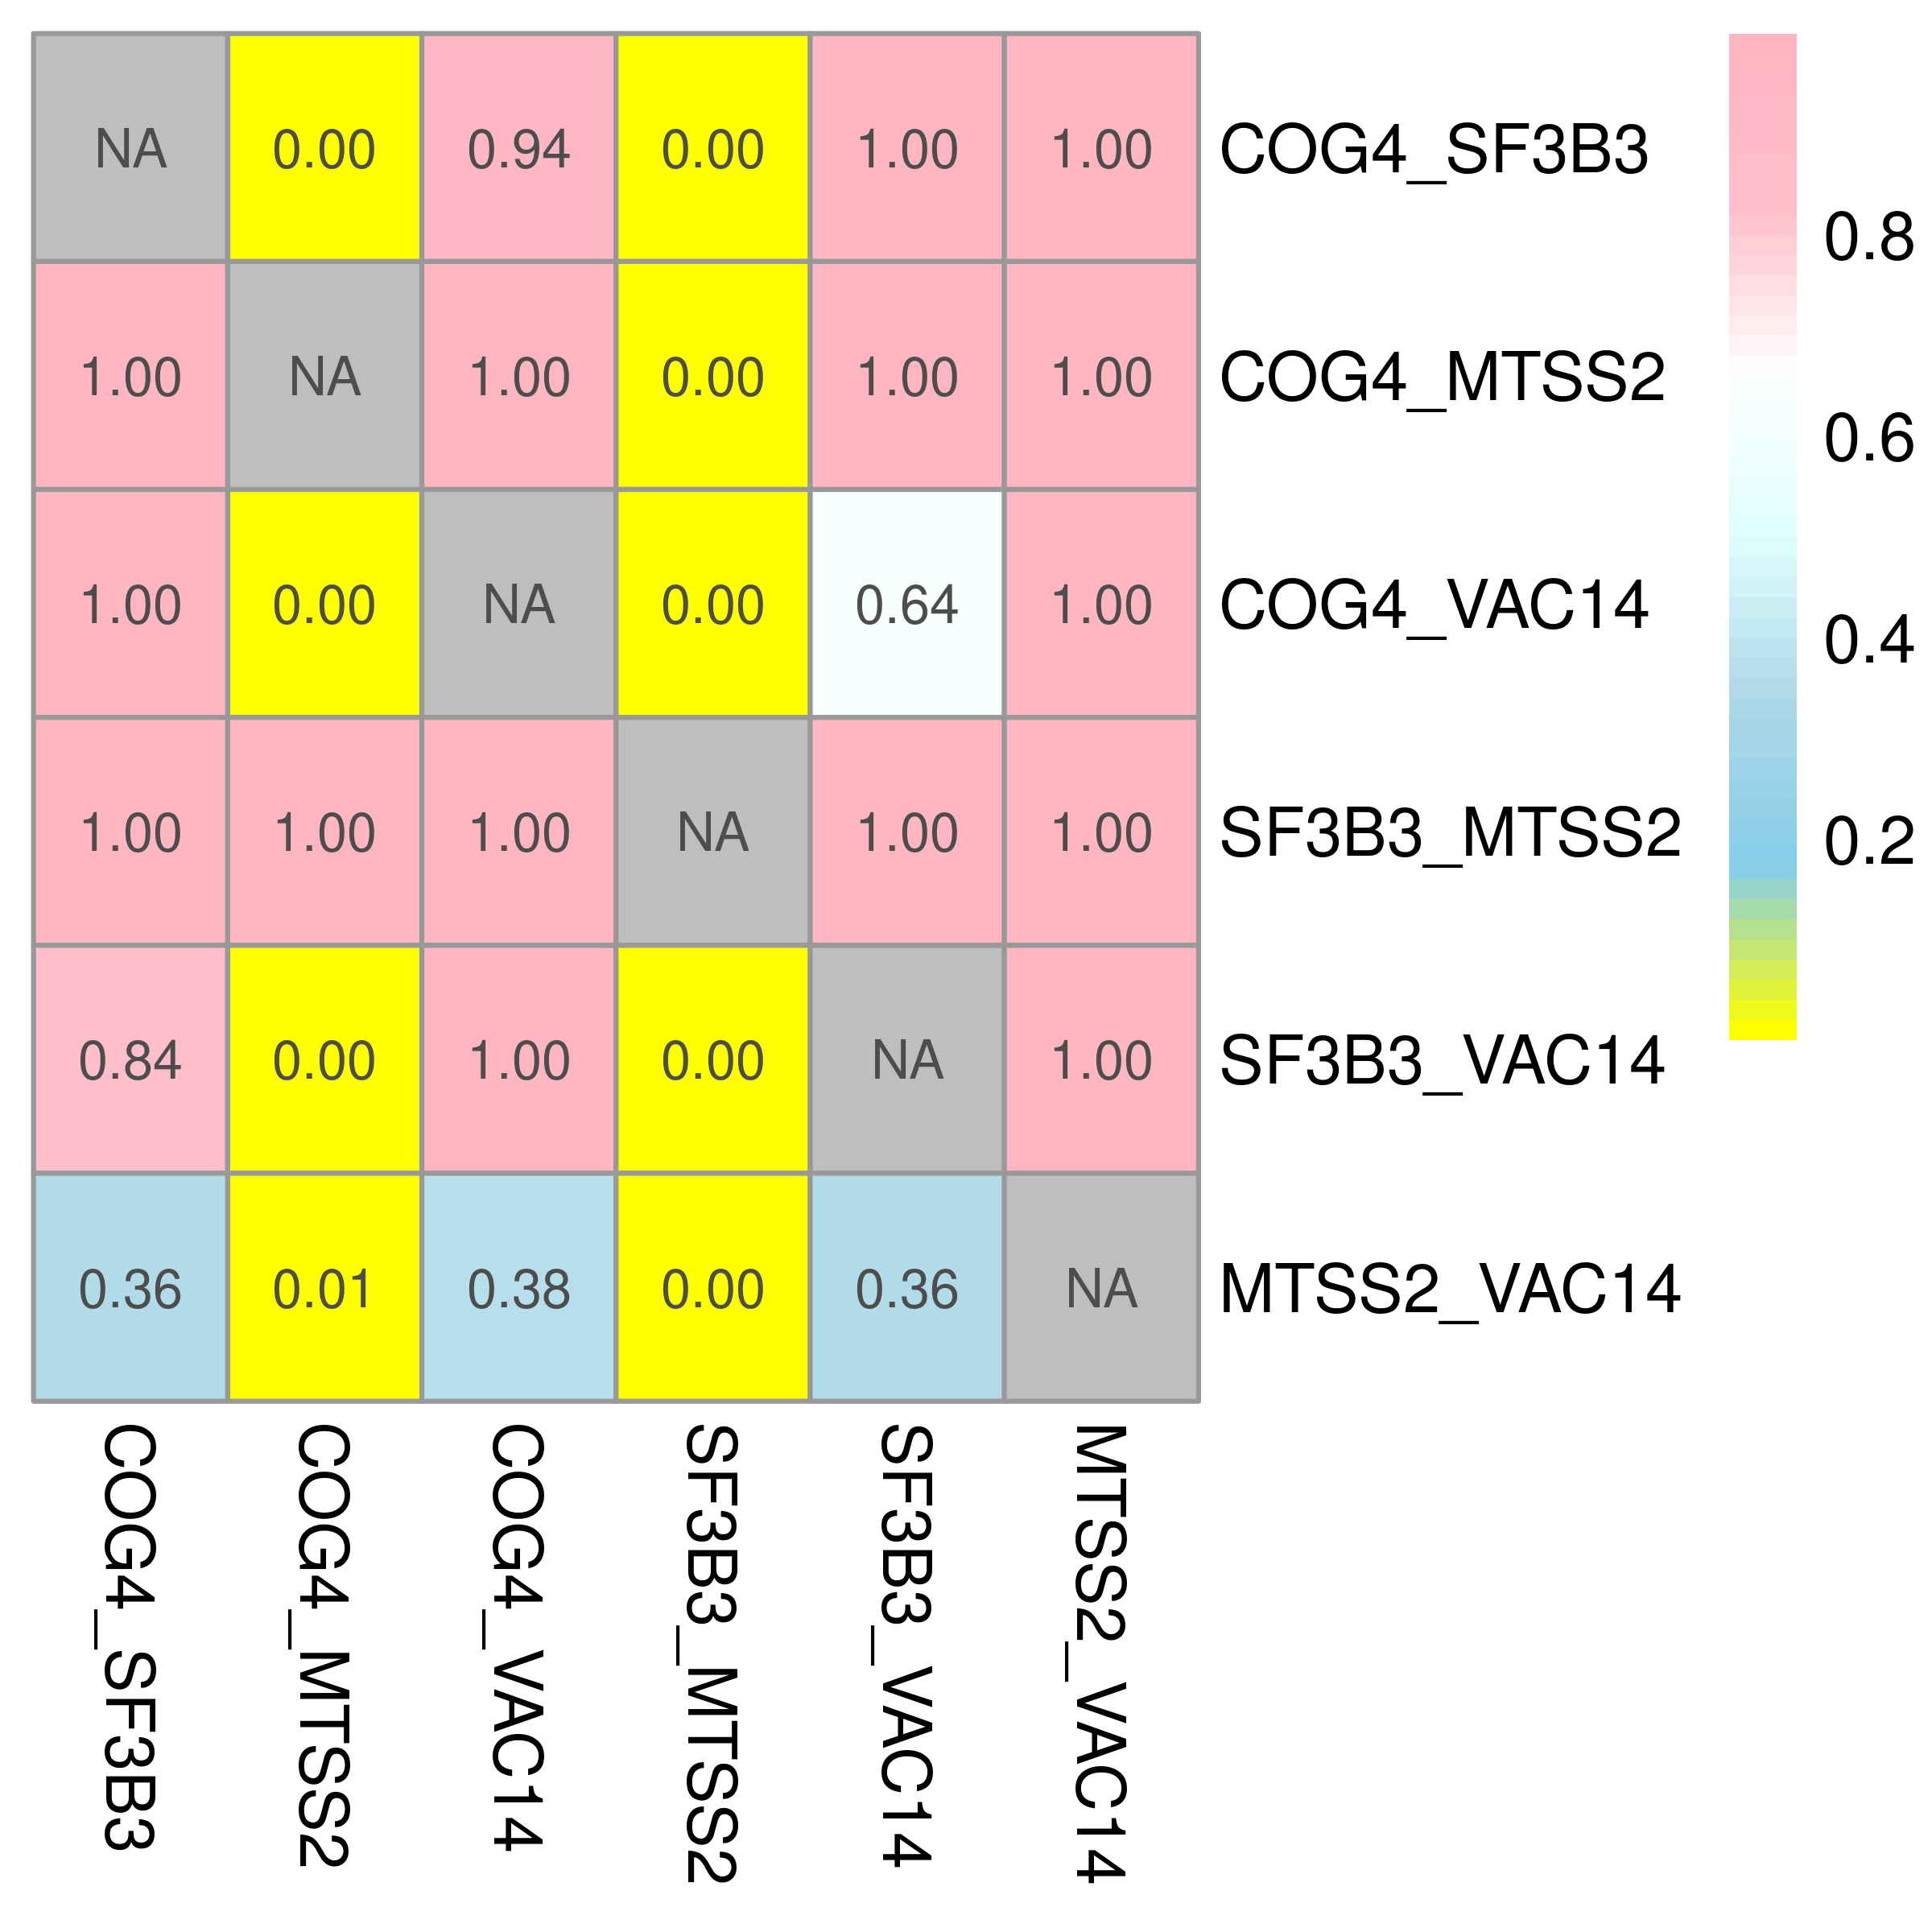 NA 0.00 0.94 0.00 1.00 1.00 COG4_SF3B3
1.00 NA 1.00 0.00 1.00 1.00 COG4_MTSS2
1.00 0.00 NA 0.00 0.64 1.00 COG4_VAC14
1.00 1.00 1.00 NA 1.00 1.00 SF3B3_MTSS2
0.84 0.00 1.00 0.00 NA 1.00 SF3B3_VAC14
0.36 0.01 0.38 0.00 0.36 NA MTSS2_VAC14
COG4_SF3B3
COG4_MTSS2
COG4_VAC14
SF3B3_MTSS2
SF3B3_VAC14
MTSS2_VAC14
0.8
0.6
0.4
0.2